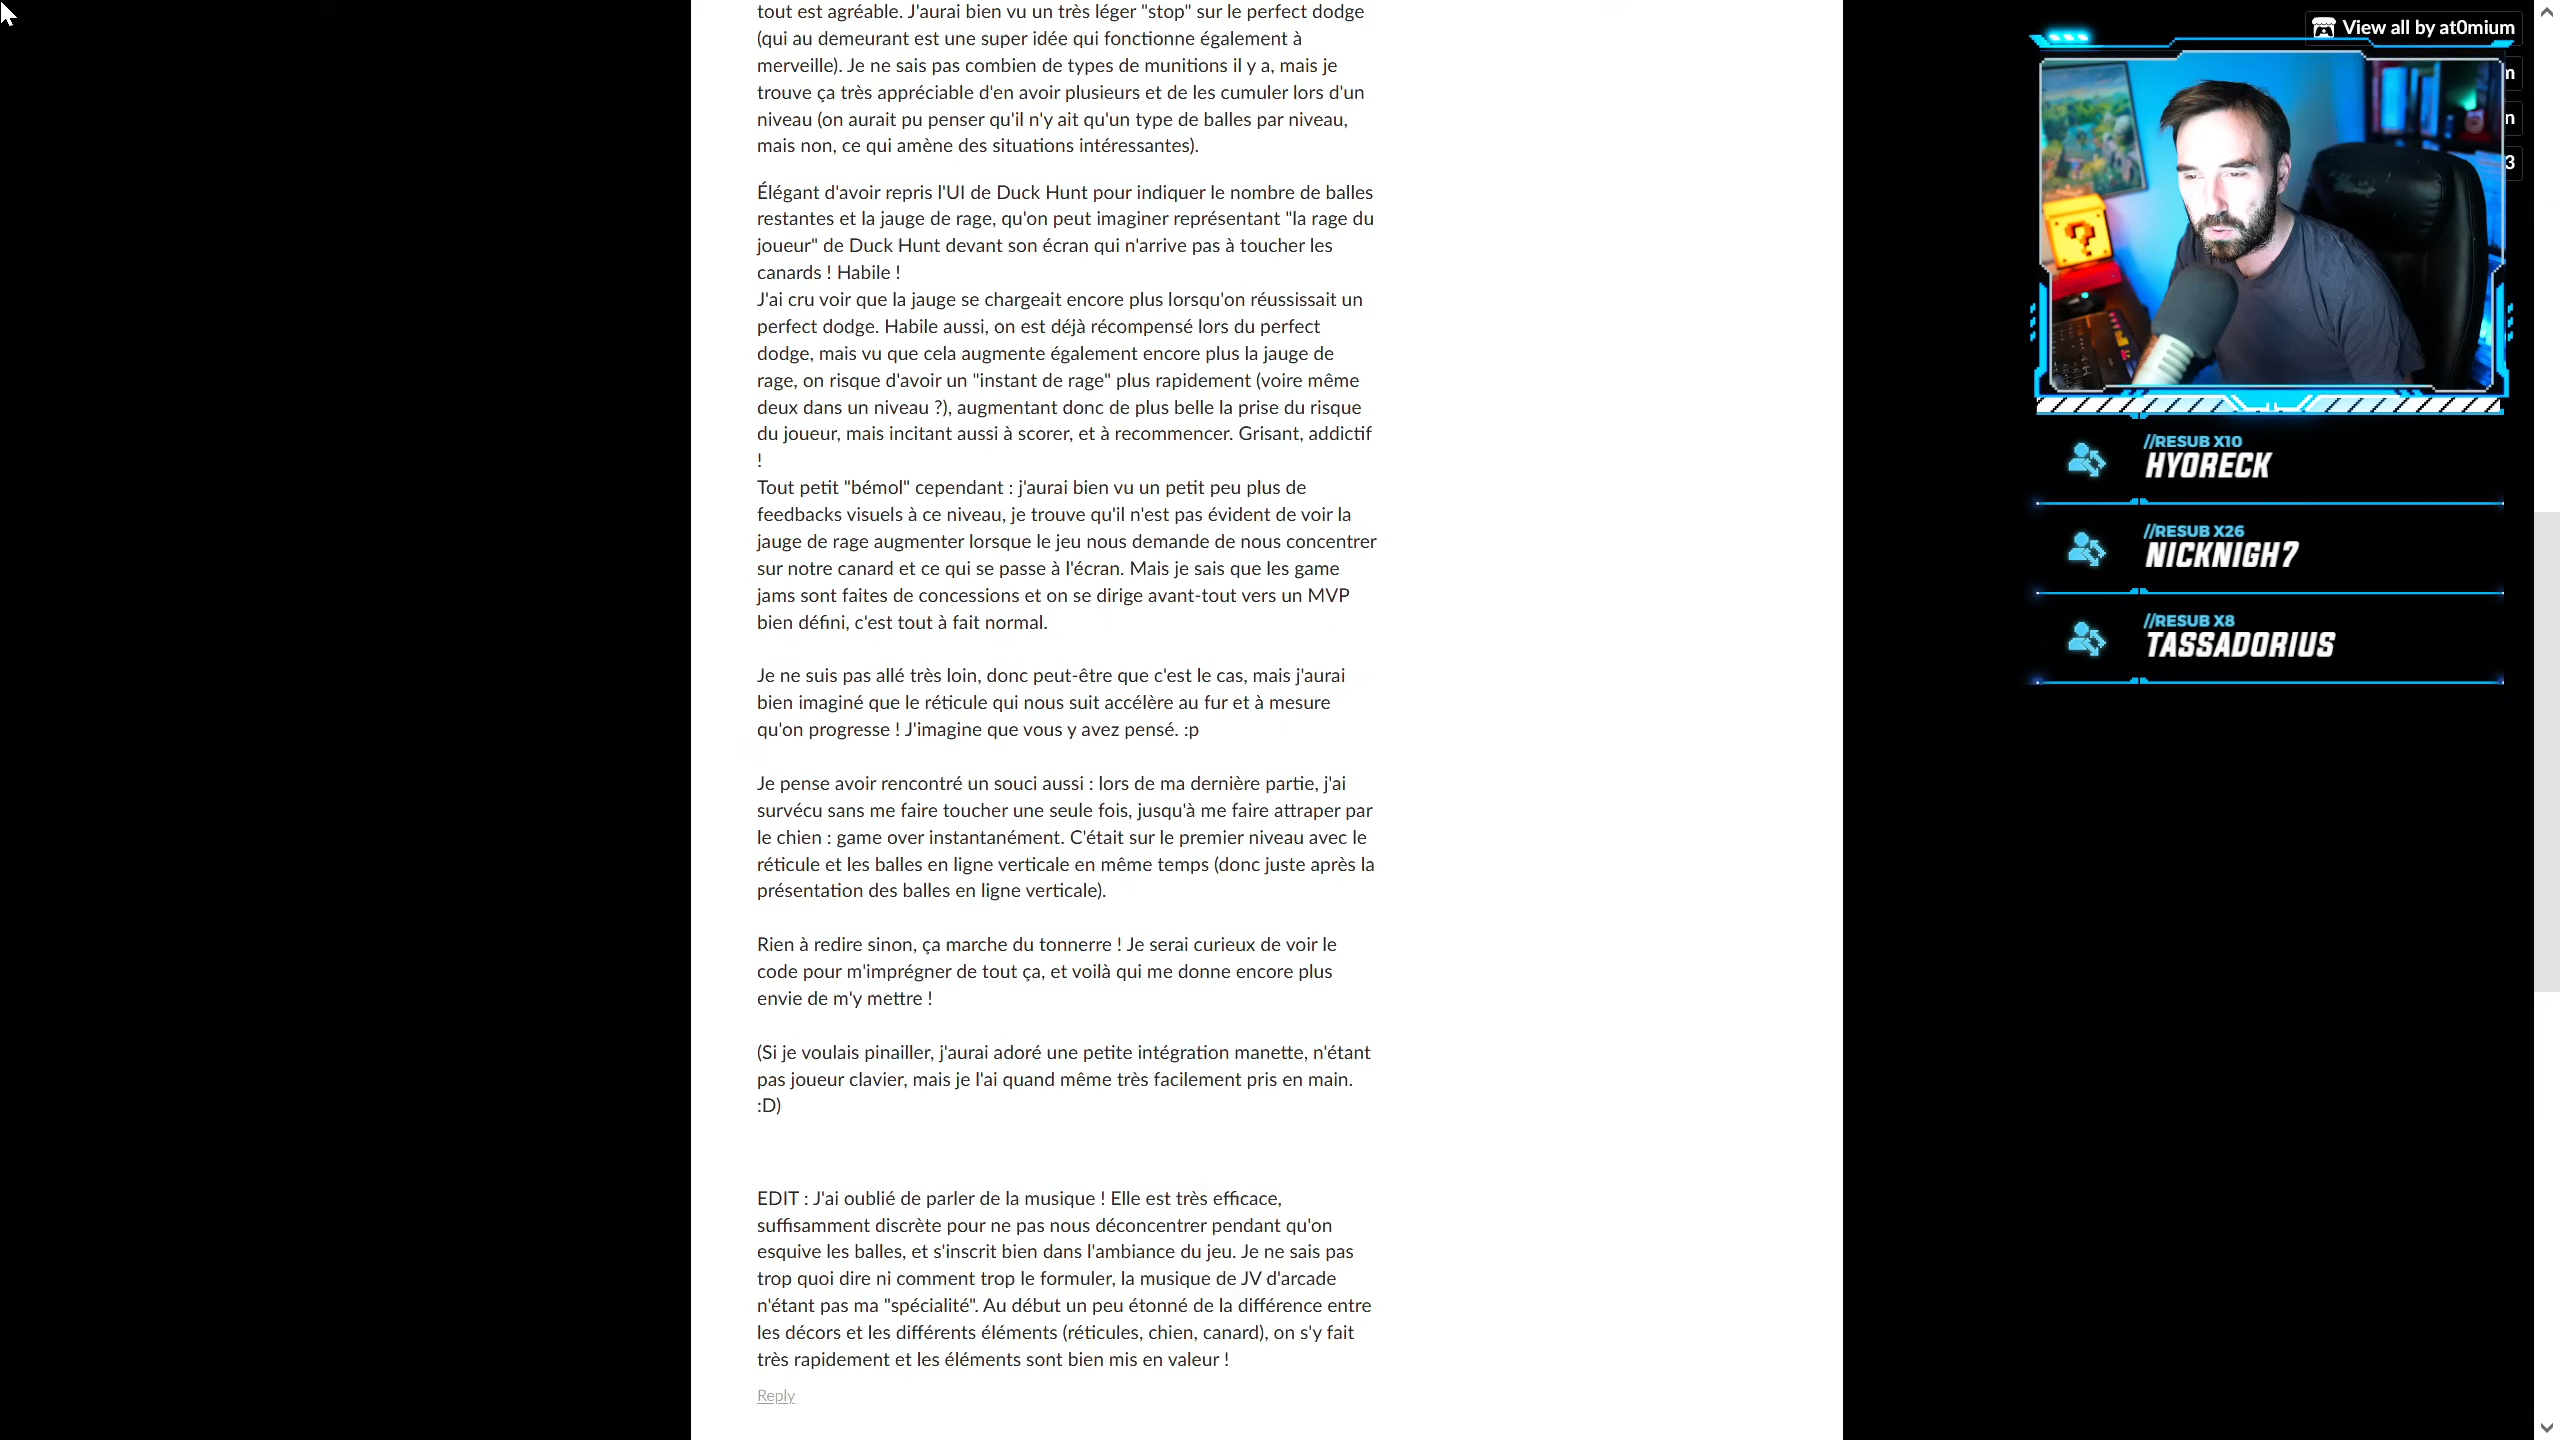 tout est agréable. J'aurai bien vu un très léger "stop" sur le perfect dodge
(qui au demeurant est une super idée qui fonctionne également à
merveille). Je ne sais pas combien de types de munitions il y a, mais je
trouve ça très appréciable d'en avoir plusieurs et de les cumuler lors d'un
niveau (on aurait pu penser qu'il n'y ait qu'un type de balles par niveau,
mais non, ce qui amène des situations intéressantes).
Élégant d'avoir repris l'UI de Duck Hunt pour indiquer le nombre de balles
restantes et la jauge de rage, qu'on peut imaginer représentant "la rage du
joueur" de Duck Hunt devant son écran qui n'arrive pas à toucher les
canards ! Habile !
J'ai cru voir que la jauge se chargeait encore plus lorsqu'on réussissait un
perfect dodge. Habile aussi, on est déjà récompensé lors du perfect
dodge, mais vu que cela augmente également encore plus la jauge de
rage, on risque d'avoir un "instant de rage" plus rapidement (voire même
deux dans un niveau ?), augmentant donc de plus belle la prise du risque
du joueur, mais incitant aussi à scorer, et à recommencer. Grisant, addictif
!
Tout petit "bémol" cependant : j'aurai bien vu un petit peu plus de
feedbacks visuels à ce niveau, je trouve qu'il n'est pas évident de voir la
jauge de rage augmenter lorsque le jeu nous demande de nous concentrer
sur notre canard et ce qui se passe à l'écran. Mais je sais que les game
jams sont faites de concessions et on se dirige avant-tout vers un MVP
bien défini, c'est tout à fait normal.
Je ne suis pas allé très loin, donc peut-être que c'est le cas, mais j'aurai
bien imaginé que le réticule qui nous suit accélère au fur et à mesure
qu'on progresse ! J'imagine que vous y avez pensé. :p
Je pense avoir rencontré un souci aussi : lors de ma dernière partie, j'ai
survécu sans me faire toucher une seule fois, jusqu'à me faire attraper par
le chien : game over instantanément. C'était sur le premier niveau avec le
réticule et les balles en ligne verticale en même temps (donc juste après la
présentation des balles en ligne verticale).
Rien à redire sinon, ça marche du tonnerre ! Je serai curieux de voir le
code pour m'imprégner de tout ça, et voilà qui me donne encore plus
envie de m'y mettre !
(Si je voulais pinailler, j'aurai adoré une petite intégration manette, n'étant
pas joueur clavier, mais je l'ai quand même très facilement pris en main.
:D)
EDIT : J'ai oublié de parler de la musique ! Elle est très efficace,
suffisamment discrète pour ne pas nous déconcentrer pendant qu'on
esquive les balles, et s'inscrit bien dans l'ambiance du jeu. Je ne sais pas
trop quoi dire ni comment trop le formuler, la musique de JV d'arcade
n'étant pas ma "spécialité". Au début un peu étonné de la différence entre
les décors et les différents éléments (réticules, chien, canard), on s'y fait
très rapidement et les éléments sont bien mis en valeur !
Reply
View all by at0mium
m
n
3
?
//RESUB X10
HYORECK
//RESUB X26
NICKNIGH7
//RESUB X8
TASSADORIUS